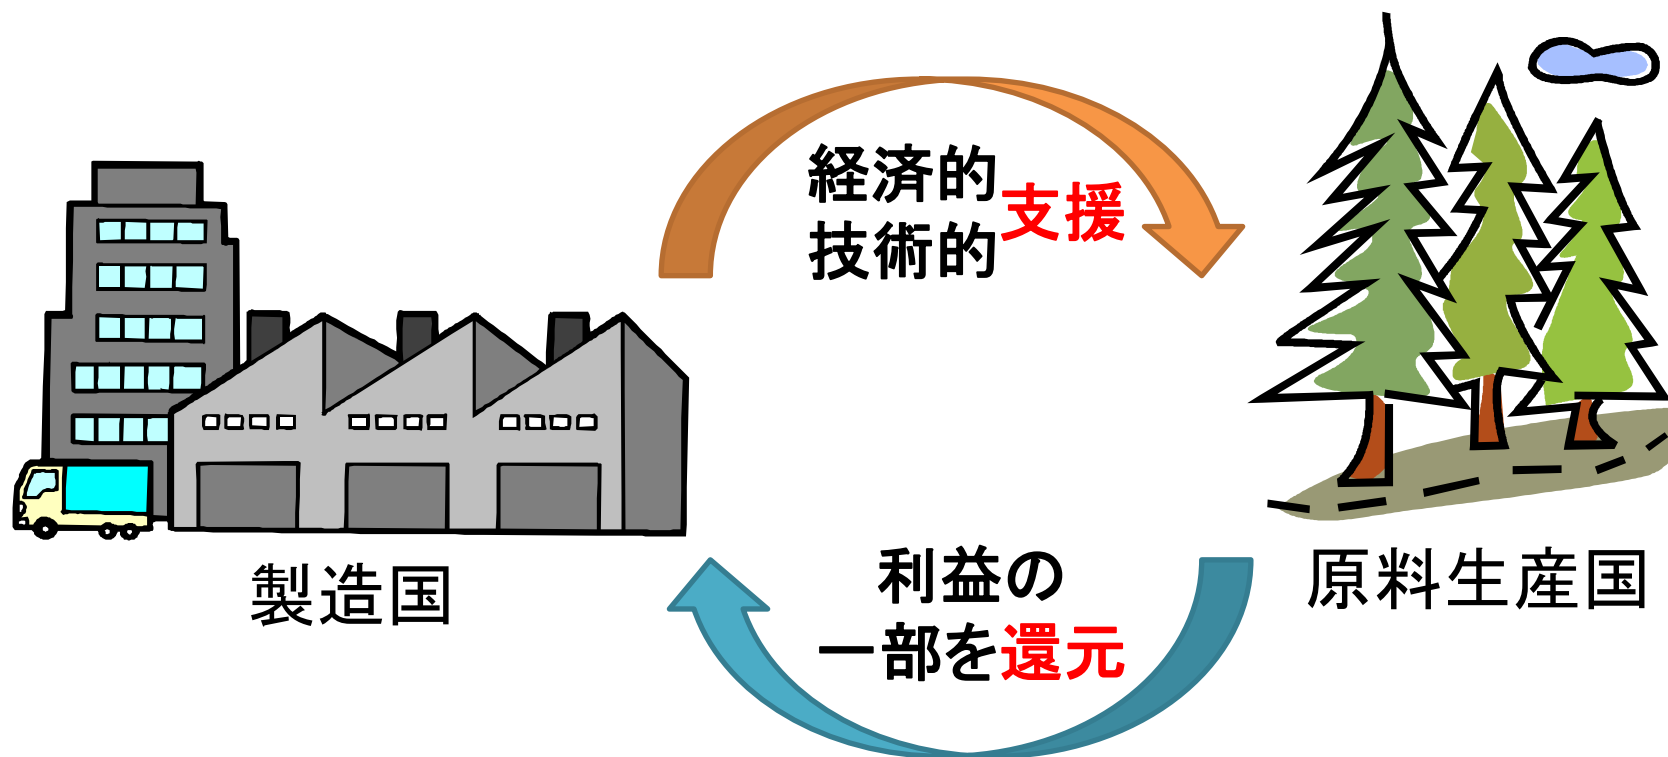 経済的
技術的
支援
製造国
原料生産国
利益の
一部を還元